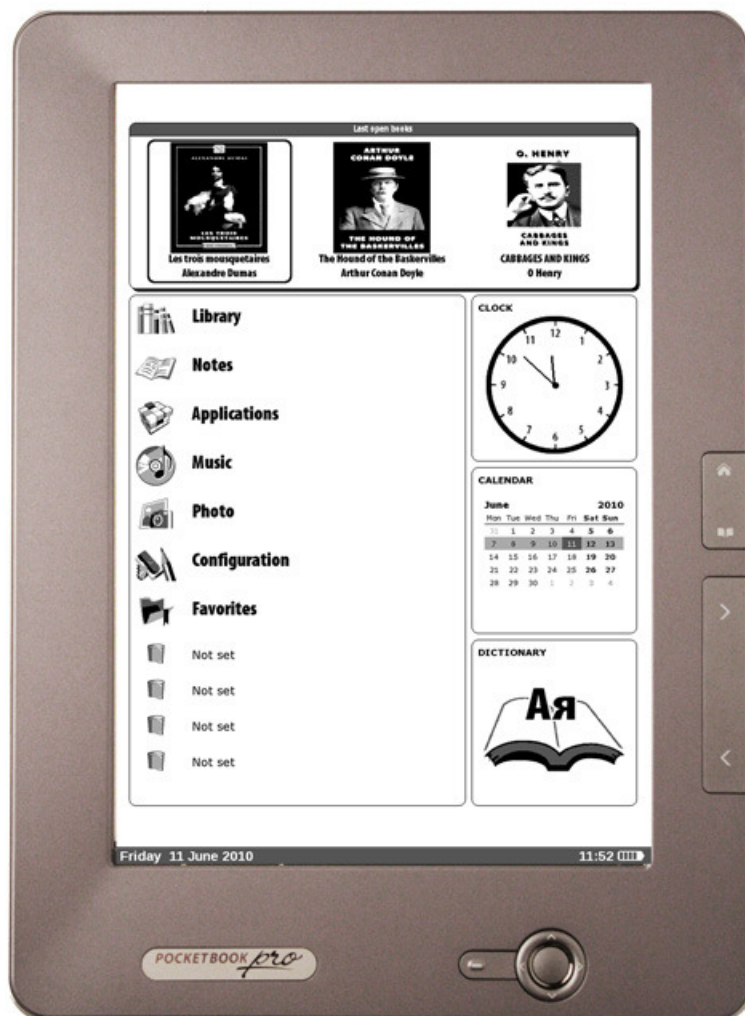 Last open books
ALEXANDRE DUMAS
LES TROIS
MOUSQUETAIRES
Les trois mousquetaires
Alexandre Dumas
ARTHUR
CONAN DOYLE
THE HOUND OF
THE BASKERVILLES
The Hound of the Baskervilles
Arthur Conan Doyle
O. HENRY
CABBAGES
AND KINGS
CABBAGES AND KINGS
O Henry
Library
Notes
Applications
Music
Photo
Configuration
Favorites
Not set
Not set
Not set
Not set
CLOCK
12
1
2
3
4
5
6
7
8
9
10
11
CALENDAR
June 2010
Mon Tue Wed Thu Fri Sat Sun
31 1 2 3 4 5 6
7 8 9 10 11 12 13
14 15 16 17 18 19 20
21 22 23 24 25 26 27
28 29 30 1 2 3 4
DICTIONARY
Aя
Friday 11 June 2010 11:52
POCKETBOOK pro